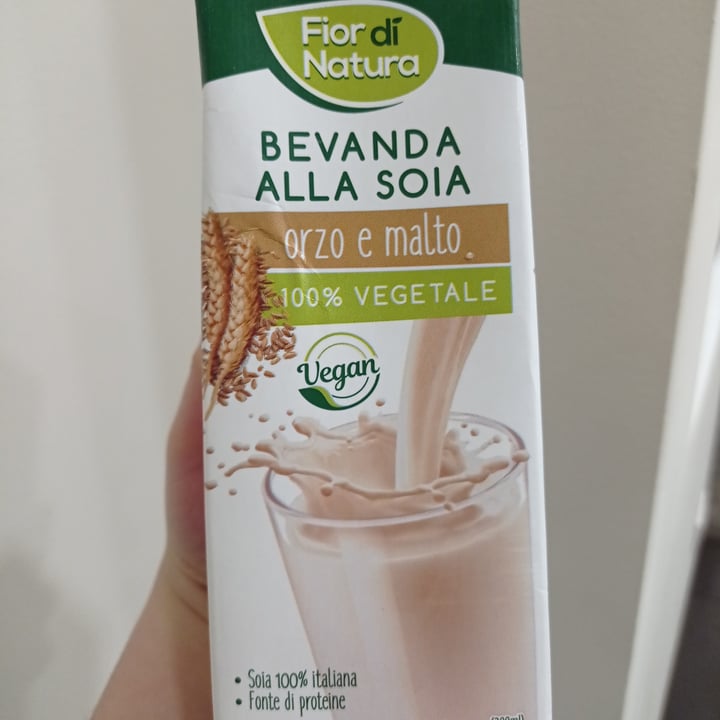 Fior dí
Natura
BEVANDA
ALLA SOIA
orzo e malto
100% VEGETALE
Vegan
• Soia 100% italiana
• Fonte di proteine